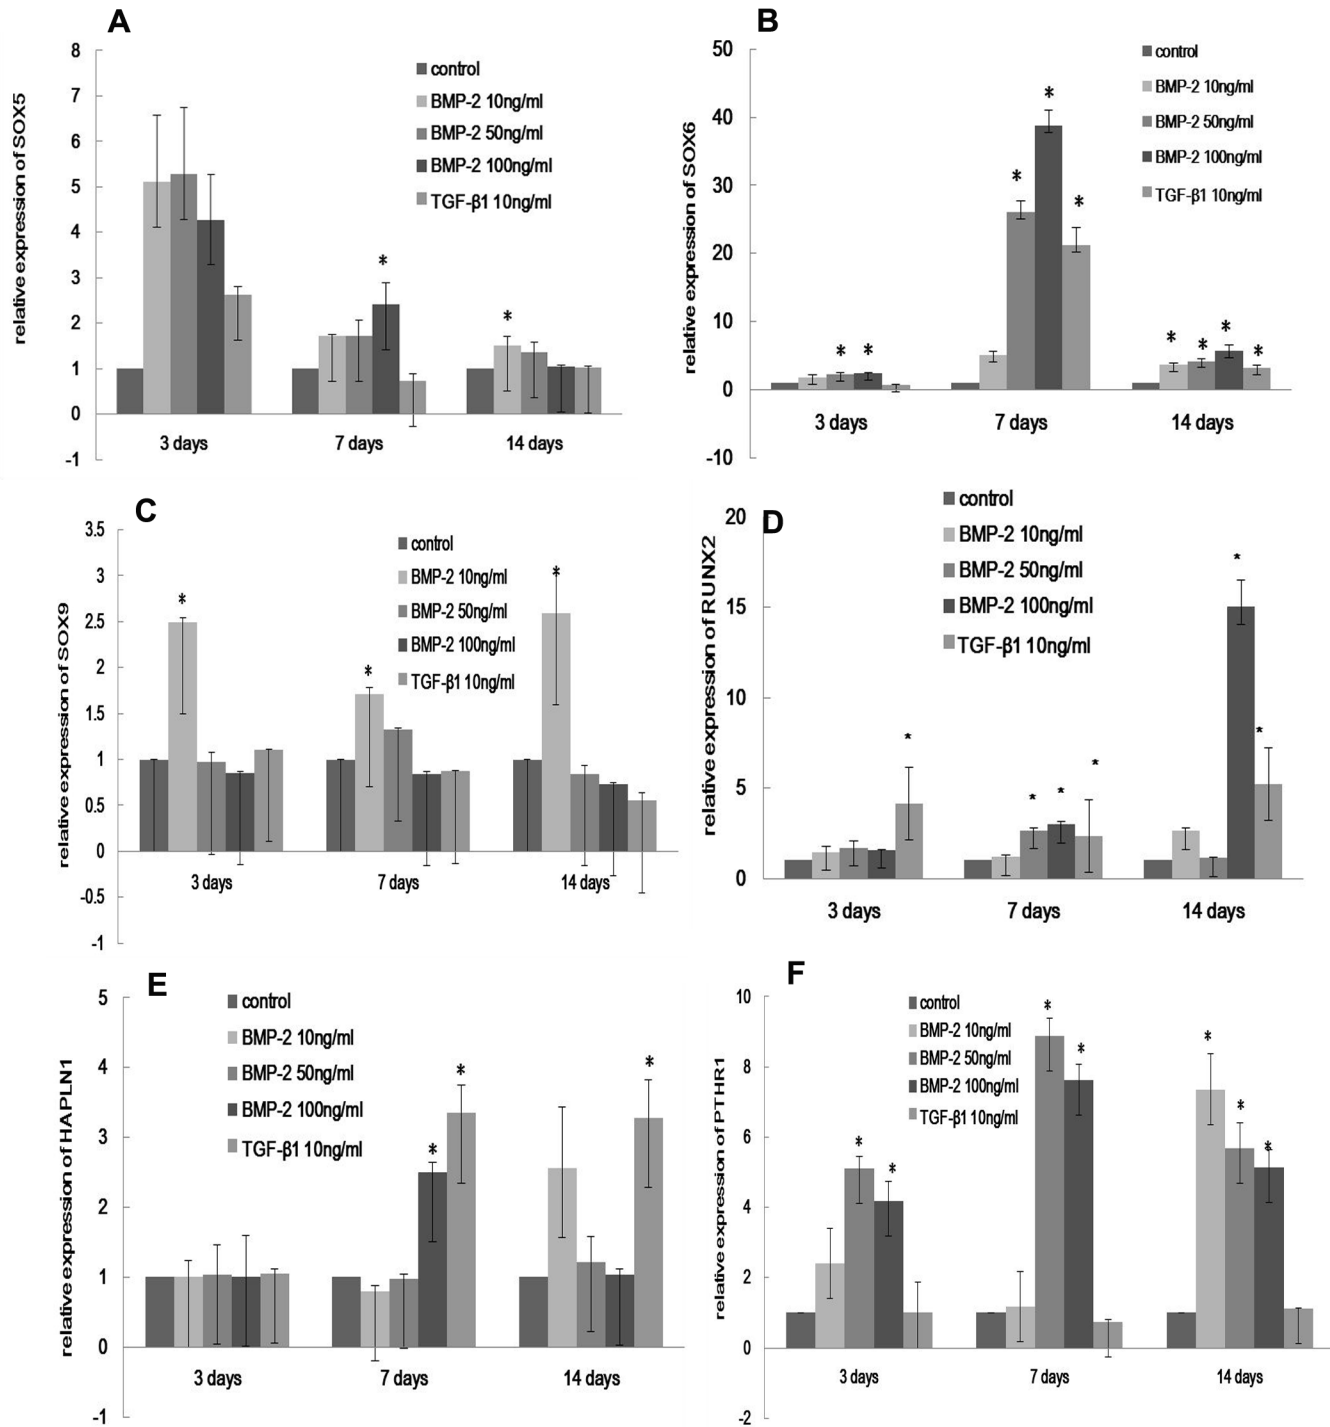 A
relative expression of SOX5
8
7
6
5
4
3
2
1
0
-1
control
BMP-2 10ng/ml
BMP-2 50ng/ml
BMP-2 100ng/ml
TGF-β1 10ng/ml
*
*
3 days
7 days
14 days
B
relative expression of SOX6
50
40
30
20
10
0
-10
control
BMP-2 10ng/ml
BMP-2 50ng/ml
BMP-2 100ng/ml
TGF-β1 10ng/ml
* *
* * *
* * * *
3 days
7 days
14 days
C
relative expression of SOX9
3.5
3
2.5
2
1.5
1
0.5
0
-0.5
-1
control
BMP-2 10ng/ml
BMP-2 50ng/ml
BMP-2 100ng/ml
TGF-β1 10ng/ml
*
*
*
3 days
7 days
14 days
D
relative expression of RUNX2
20
15
10
5
0
control
BMP-2 10ng/ml
BMP-2 50ng/ml
BMP-2 100ng/ml
TGF-β1 10ng/ml
*
* * *
* *
3 days
7 days
14 days
E
relative expression of HAPLN1
5
4
3
2
1
0
-1
control
BMP-2 10ng/ml
BMP-2 50ng/ml
BMP-2 100ng/ml
TGF-β1 10ng/ml
* *
*
3 days
7 days
14 days
F
relative expression of PTHR1
10
8
6
4
2
0
-2
control
BMP-2 10ng/ml
BMP-2 50ng/ml
BMP-2 100ng/ml
TGF-β1 10ng/ml
* *
* *
* * *
3 days
7 days
14 days